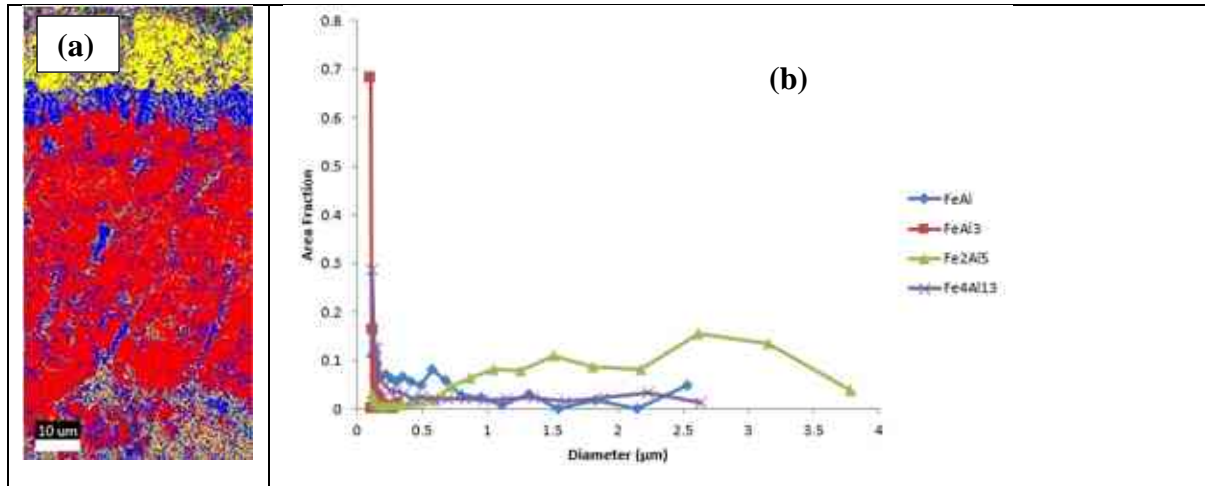 (a)
10 um
(b)
0.8
0.7
0.6
0.5
0.4
0.3
0.2
0.1
0
Area Fraction
0 0.5 1 1.5 2 2.5 3 3.5 4
Diameter (μm)
FeAl
FeAl3
Fe2Al5
Fe4Al13